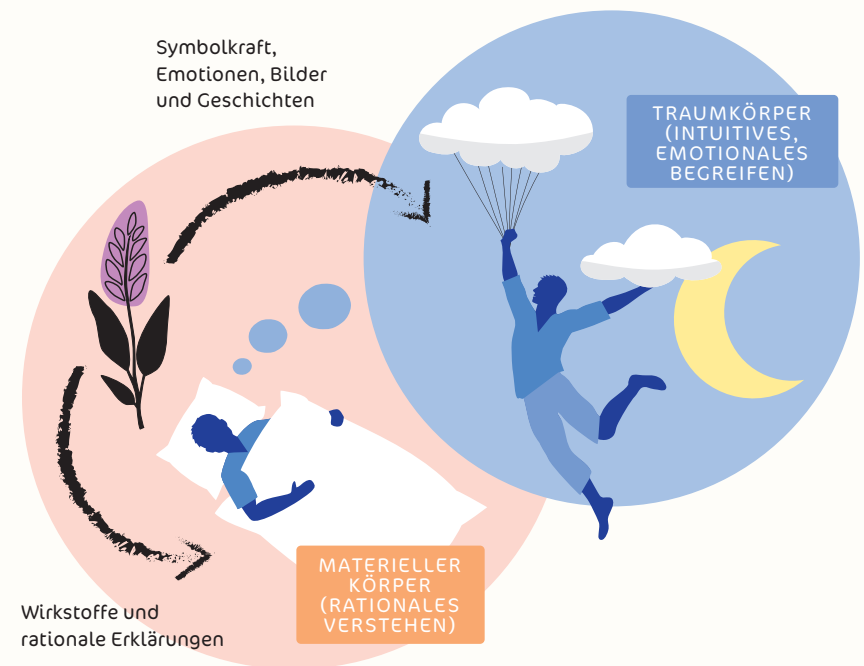 Symbolkraft,
Emotionen, Bilder
und Geschichten
TRAUMKÖRPER
(INTUITIVES,
EMOTIONALES
BEGREIFEN)
MATERIELLER
KÖRPER
(RATIONALES
VERSTEHEN)
Wirkstoffe und
rationale Erklärungen